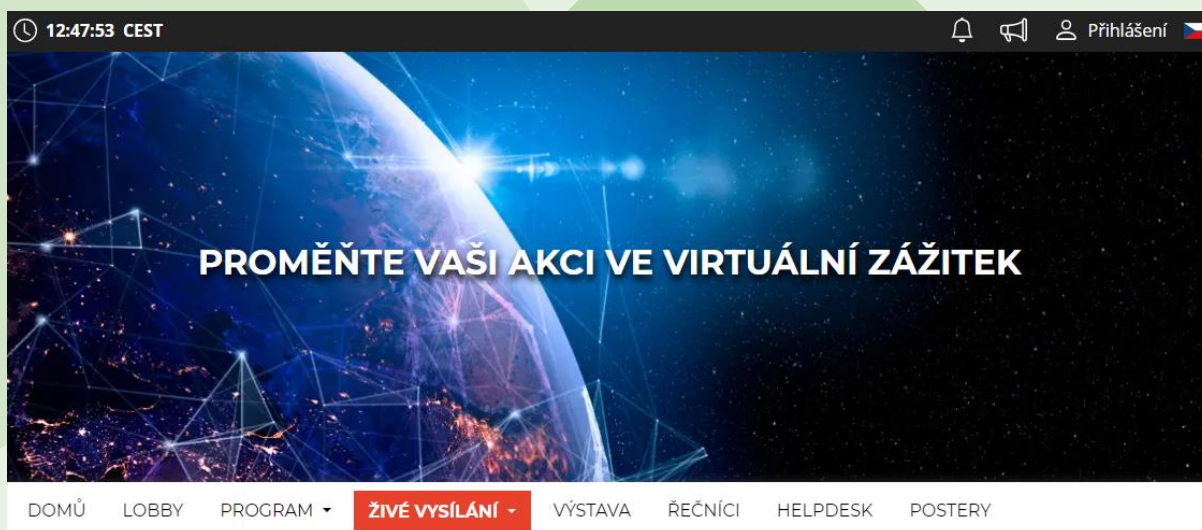 12:47:53 CEST Přihlášení
PROMĚŇTE VAŠI AKCI VE VIRTUÁLNÍ ZÁŽITEK
DOMŮ LOBBY PROGRAM ŽIVÉ VYSÍLÁNÍ VÝSTAVA ŘEČNÍCI HELPDESK POSTERY